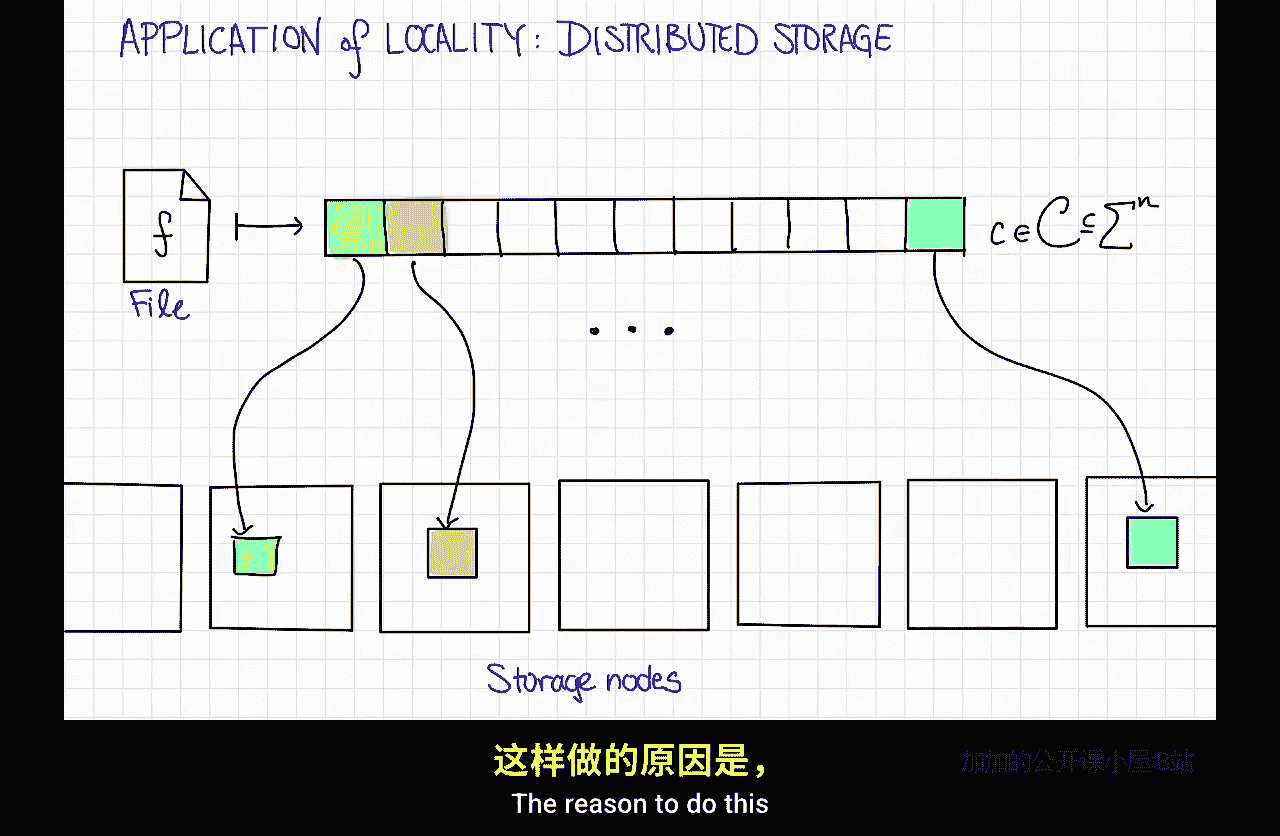 APPLICATION of LOCALITY: DISTRIBUTED STORAGE
f
File
c ∈ C ⊆ Σⁿ
• • •
Storage nodes
这样做的原因是，
加加的公开课小屋:B站
The reason to do this